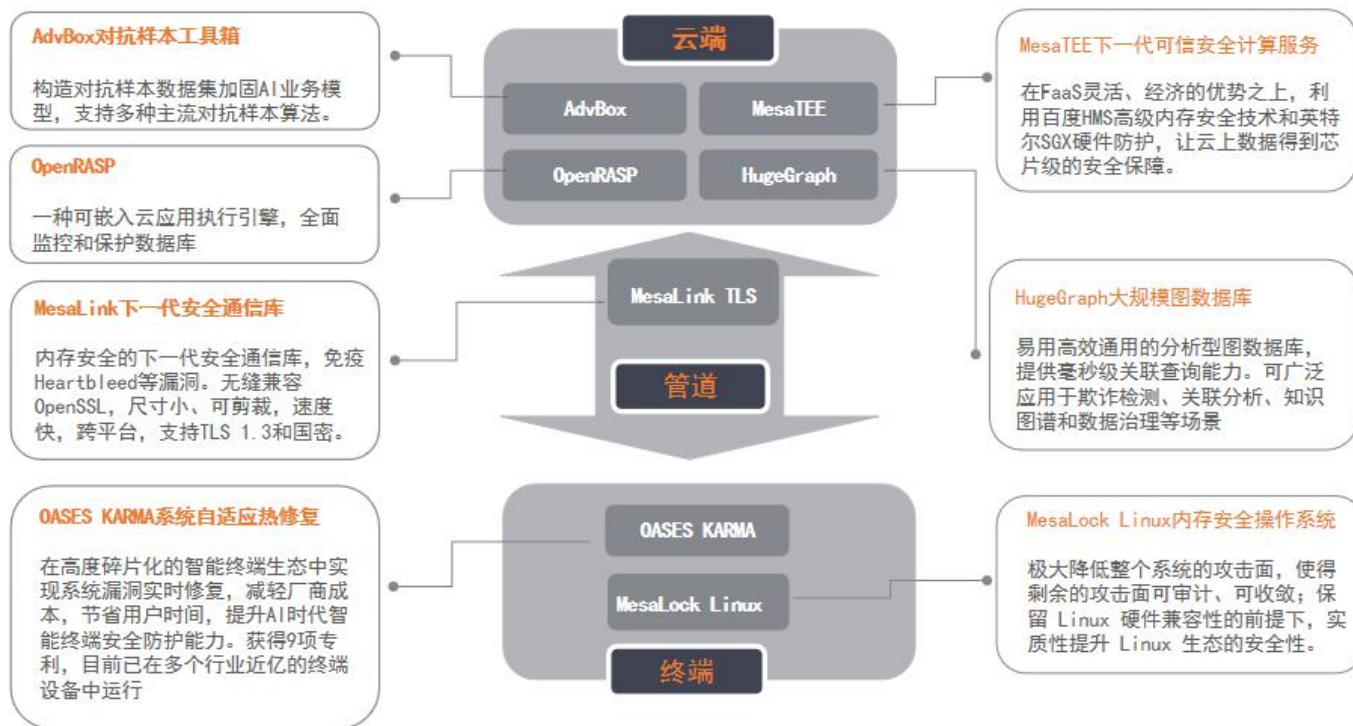 AdvBox对抗样本工具箱
构造对抗样本数据集加固AI业务模
型，支持多种主流对抗样本算法。
OpenRASP
一种可嵌入云应用执行引擎，全面
监控和保护数据库
MesaLink下一代安全通信库
内存安全的下一代安全通信库，免疫
Heartbleed等漏洞。无缝兼容
OpenSSL，尺寸小、可剪裁，速度
快，跨平台，支持TLS 1.3和国密。
OASES KARMA系统自适应热修复
在高度碎片化的智能终端生态中实
现系统漏洞实时修复，减轻厂商成
本，节省用户时间，提升AI时代智
能终端安全防护能力。获得9项专
利，目前已在多个行业近亿的终端
设备中运行
云端
AdvBox
MesaTEE
OpenRASP
HugeGraph
MesaLink TLS
管道
OASES KARMA
MesaLock Linux
终端
MesaTEE下一代可信安全计算服务
在FaaS灵活、经济的优势之上，利
用百度HMS高级内存安全技术和英特
尔SGX硬件防护，让云上数据得到芯
片级的安全保障。
HugeGraph大规模图数据库
易用高效通用的分析型图数据库，
提供毫秒级关联查询能力。可广泛
应用于欺诈检测、关联分析、知识
图谱和数据治理等场景
MesaLock Linux内存安全操作系统
极大降低整个系统的攻击面，使得
剩余的攻击面可审计、可收敛；保
留 Linux 硬件兼容性的前提下，实
质性提升 Linux 生态的安全性。